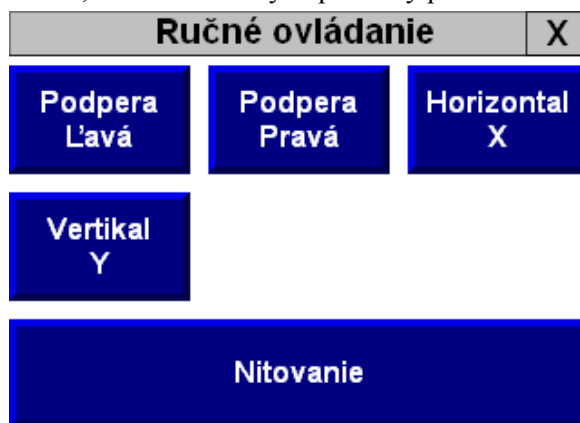 Ručné ovládanie X
Podpera
Ľavá
Podpera
Pravá
Horizontal
X
Vertikal
Y
Nitovanie